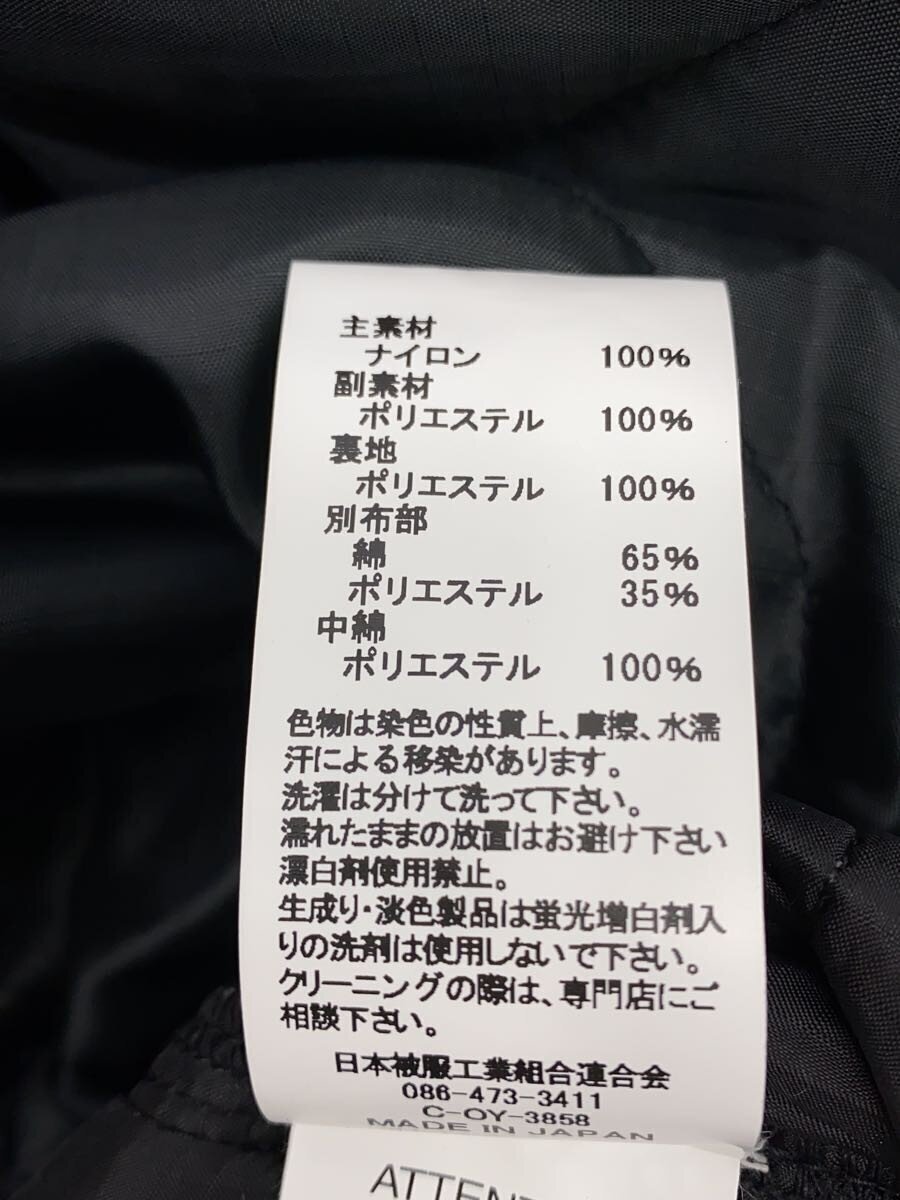 主素材
ナイロン 100%
副素材
ポリエステル 100%
裏地
ポリエステル 100%
別布部
綿 65%
ポリエステル 35%
中綿
ポリエステル 100%
色物は染色の性質上、摩擦、水濡
汗による移染があります。
洗濯は分けて洗って下さい。
濡れたままの放置はお避け下さい
漂白剤使用禁止。
生成り・淡色製品は蛍光増白剤入
りの洗剤は使用しないで下さい。
クリーニングの際は、専門店にご
相談下さい。
日本被服工業組合連合会
086-473-3411
C-OY-3858
MADE IN JAPAN